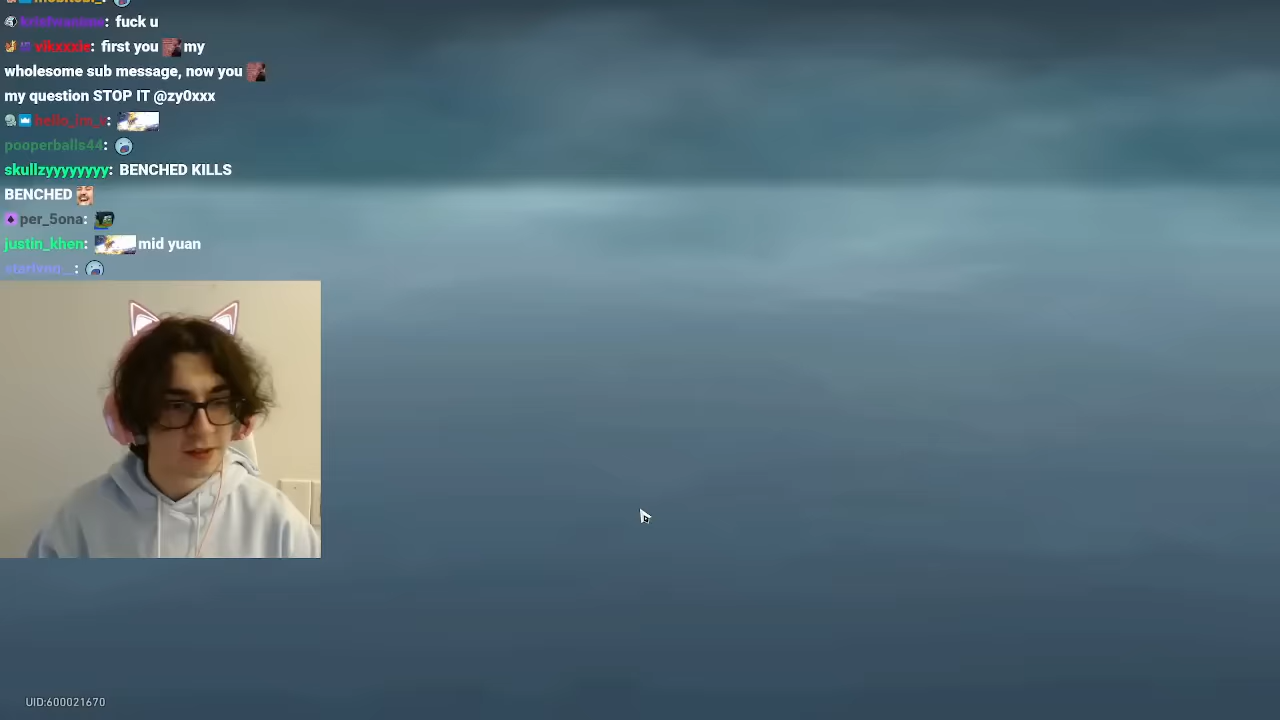 fuck u
vikxxxie: first you my
wholesome sub message, now you
my question STOP IT @zy0xxx
pooperballs44:
skullzyyyyyyyy: BENCHED KILLS
BENCHED
per_5ona:
justin_khen: mid yuan
UID:600021670